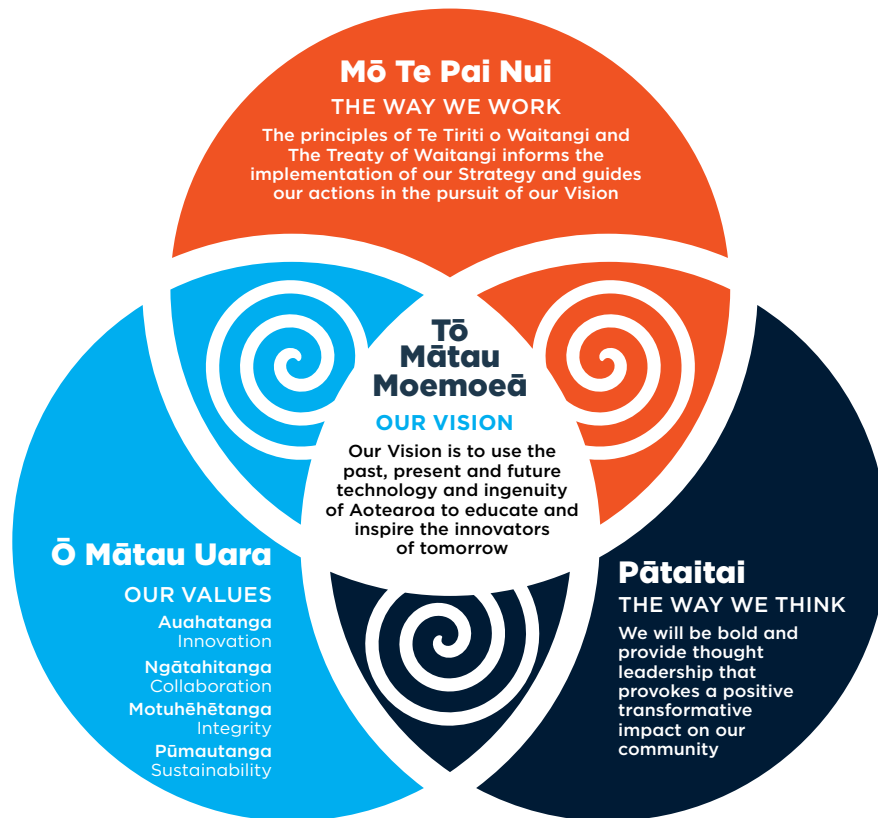 Mō Te Pai Nui
THE WAY WE WORK
The principles of Te Tiriti o Waitangi and
The Treaty of Waitangi informs the
implementation of our Strategy and guides
our actions in the pursuit of our Vision
Tō
Mātau
Moemoeā
OUR VISION
Our Vision is to use the
past, present and future
technology and ingenuity
of Aotearoa to educate and
inspire the innovators
of tomorrow
Ō Mātau Uara
OUR VALUES
Auahatanga
Innovation
Ngātahitanga
Collaboration
Motuhēhētanga
Integrity
Pūmautanga
Sustainability
Pātaitai
THE WAY WE THINK
We will be bold and
provide thought
leadership that
provokes a positive
transformative
impact on our
community